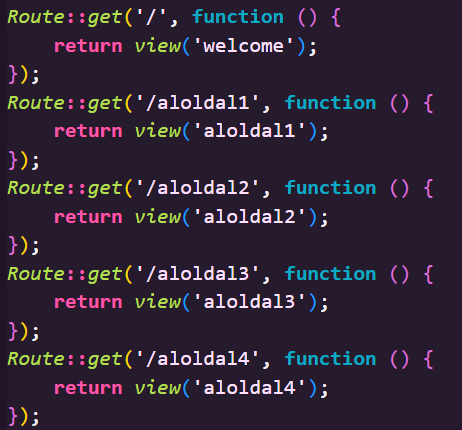 Route::get('/', function () {
    return view('welcome');
});
Route::get('/aloldal1', function () {
    return view('aloldal1');
});
Route::get('/aloldal2', function () {
    return view('aloldal2');
});
Route::get('/aloldal3', function () {
    return view('aloldal3');
});
Route::get('/aloldal4', function () {
    return view('aloldal4');
});